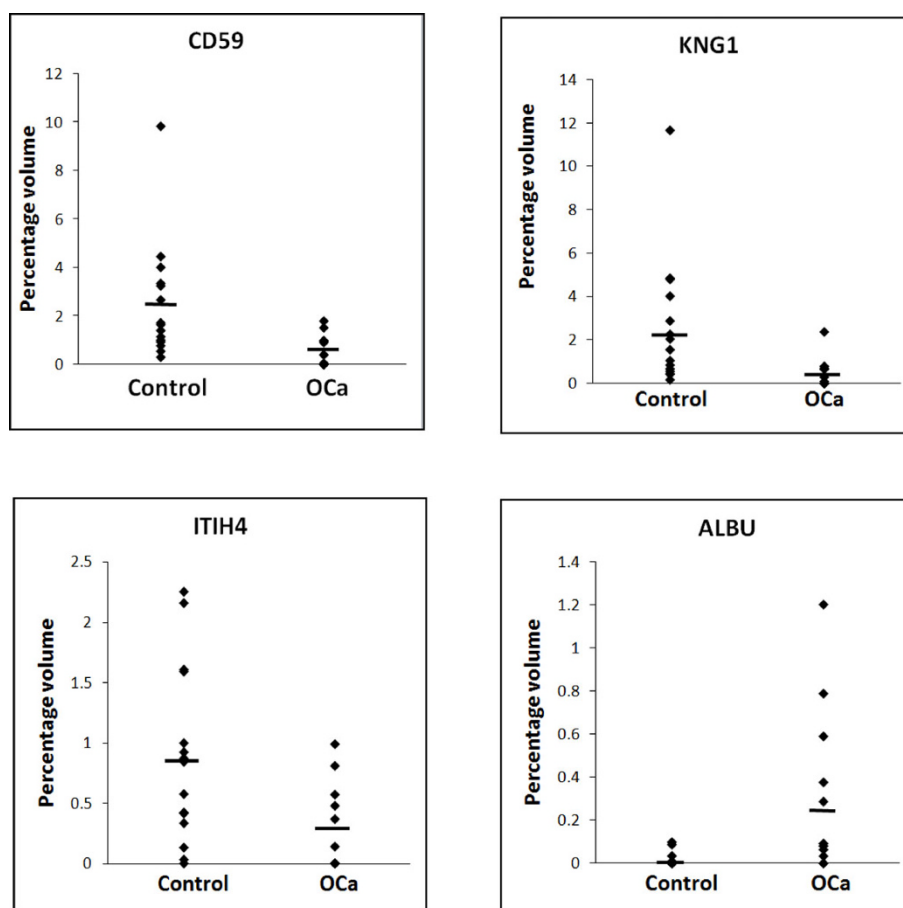 CD59
Percentage volume
12
10
8
6
4
2
0
Control OCa
KNG1
Percentage volume
14
12
10
8
6
4
2
0
Control OCa
ITIH4
Percentage volume
2.5
2
1.5
1
0.5
0
Control OCa
ALBU
Percentage volume
1.4
1.2
1
0.8
0.6
0.4
0.2
0
Control OCa